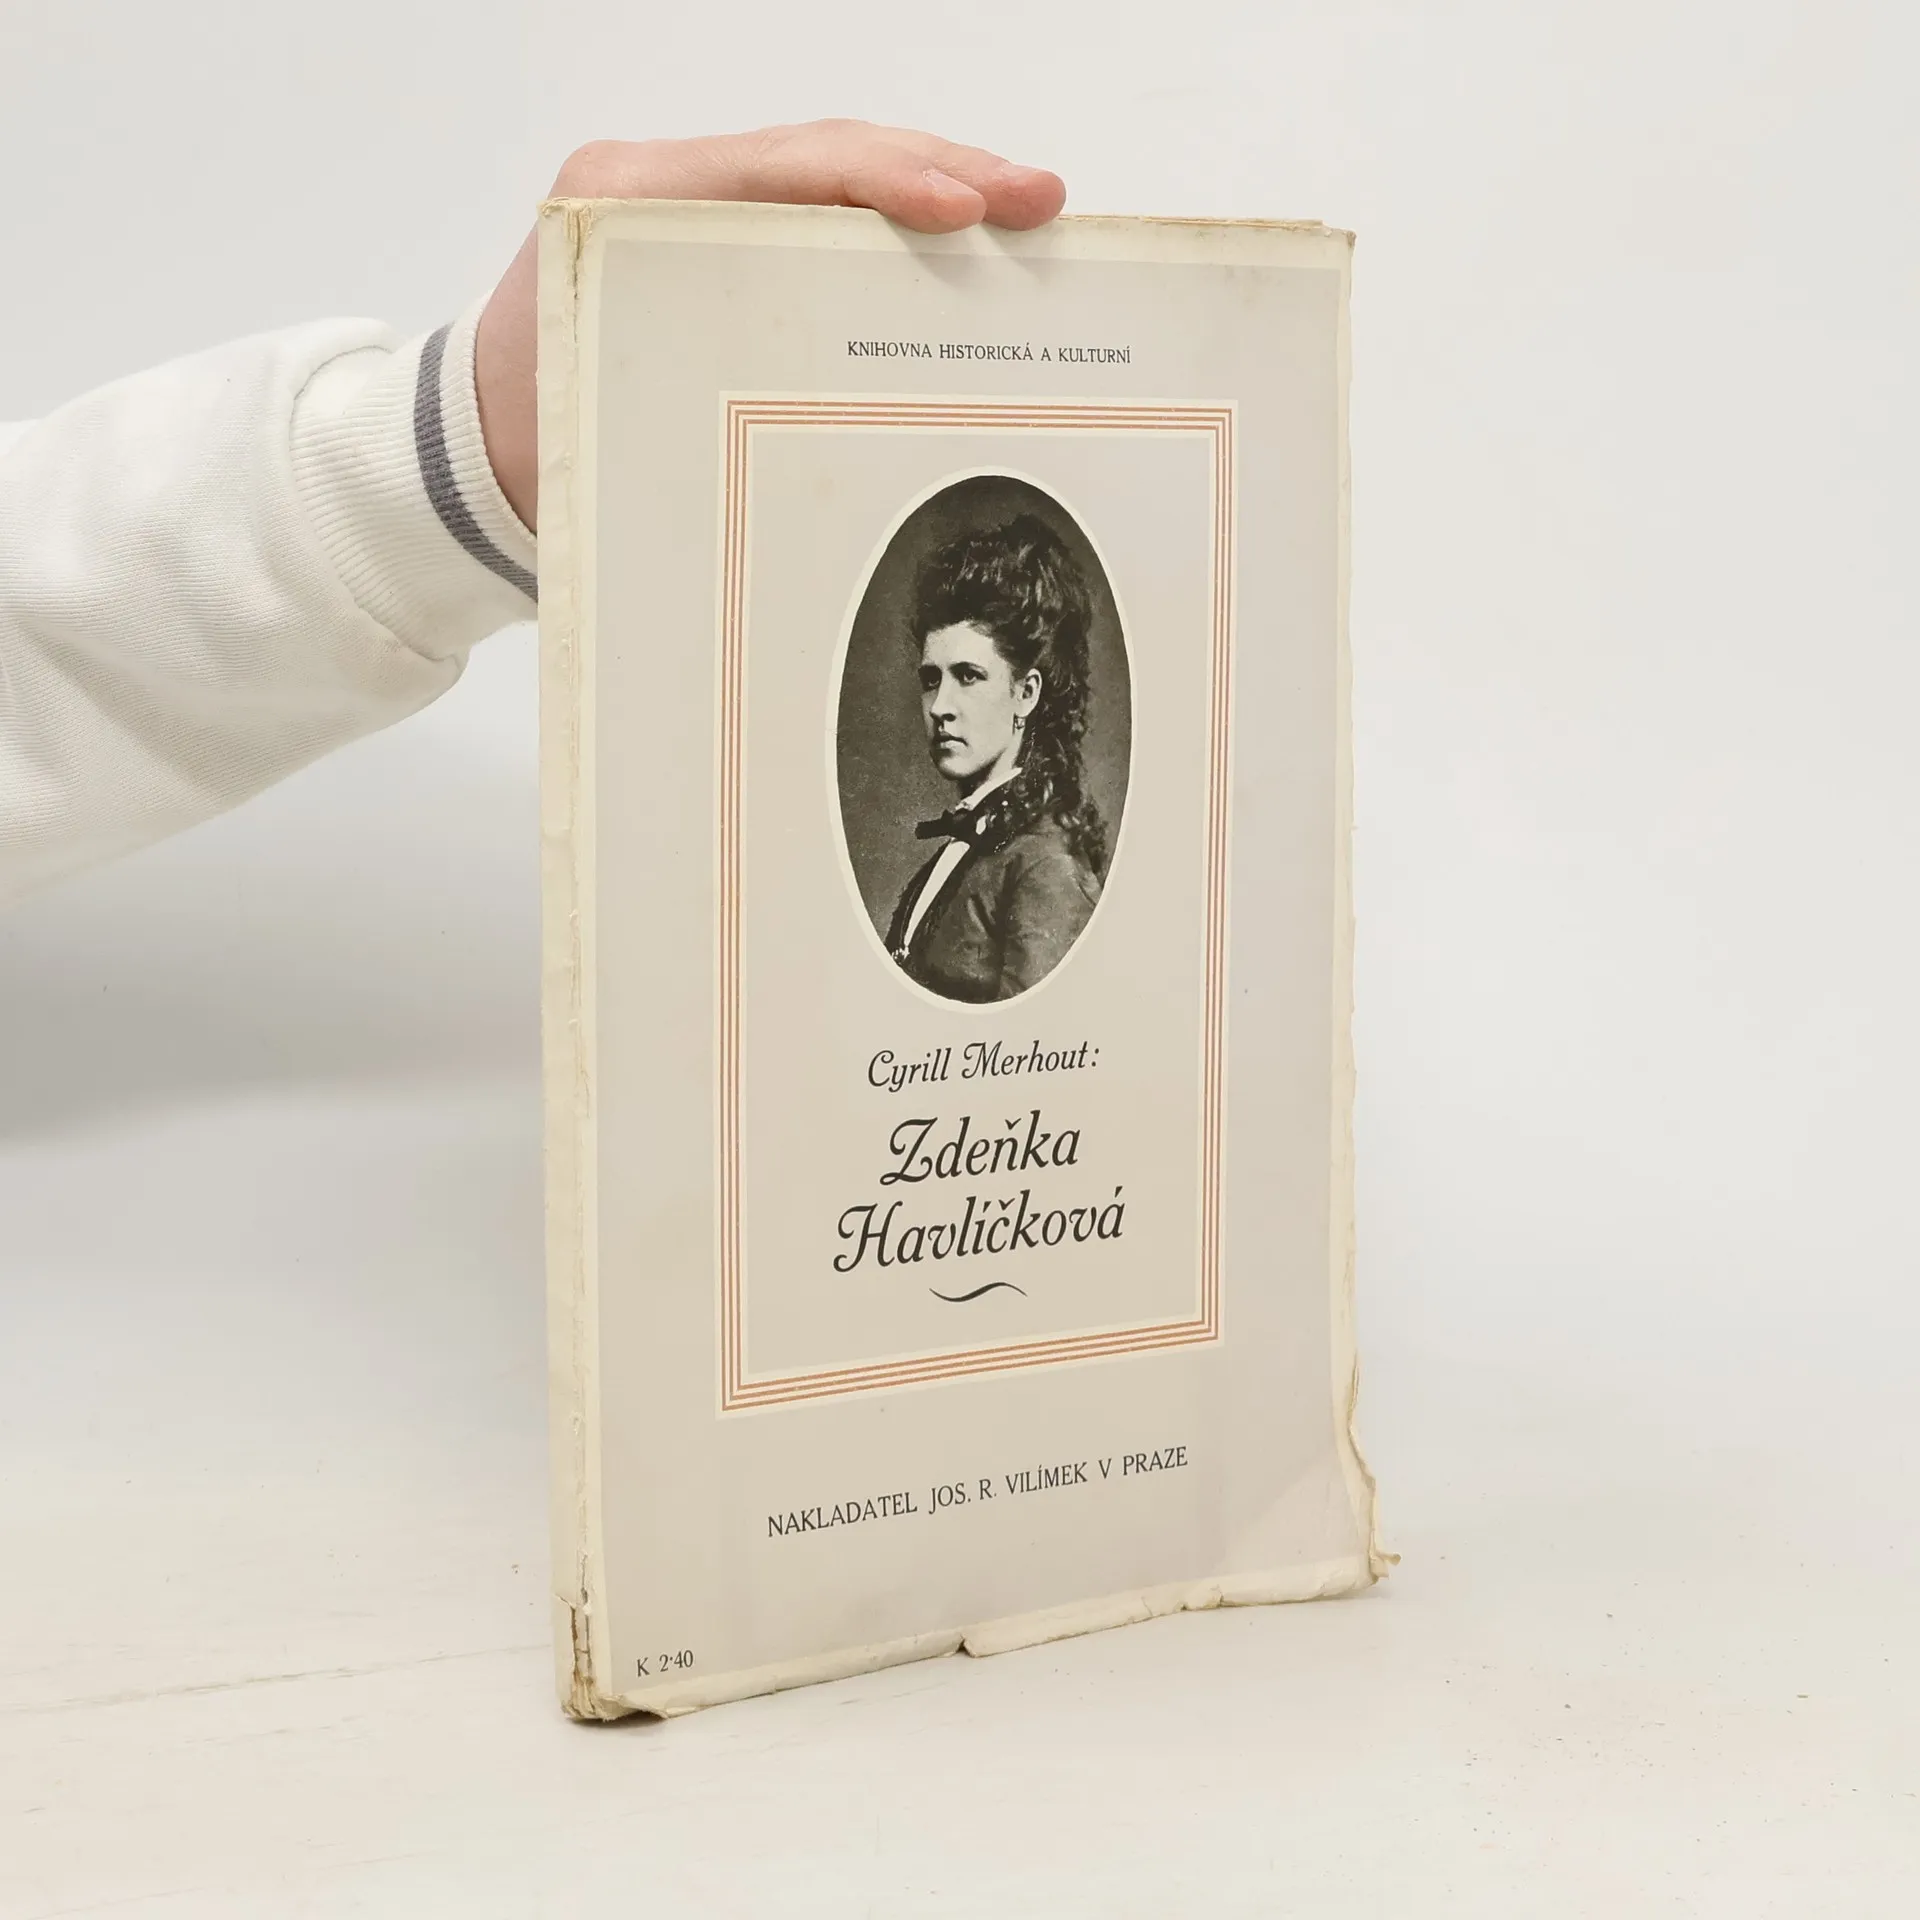 KNIHOVNA HISTORICKÁ A KULTURNÍ
Cyrill Merhout:
Zdeňka
Havlíčková
NAKLADATEL JOS. R. VILÍMEK V PRAZE
K 2·40